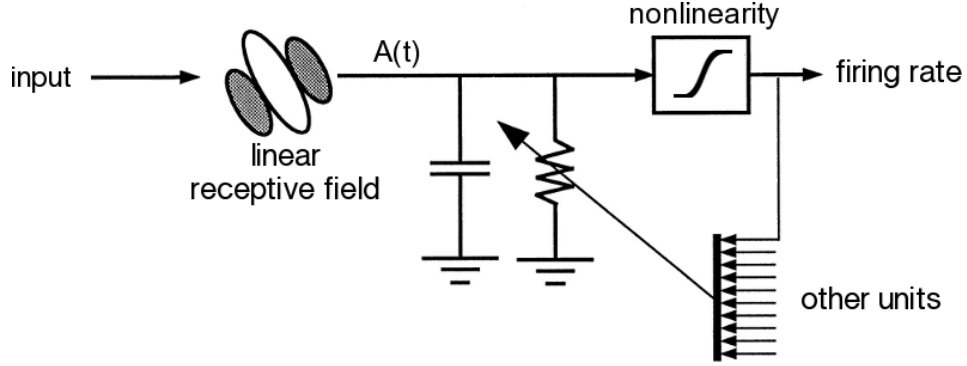 nonlinearity
input
A(t)
firing rate
linear
receptive field
other units